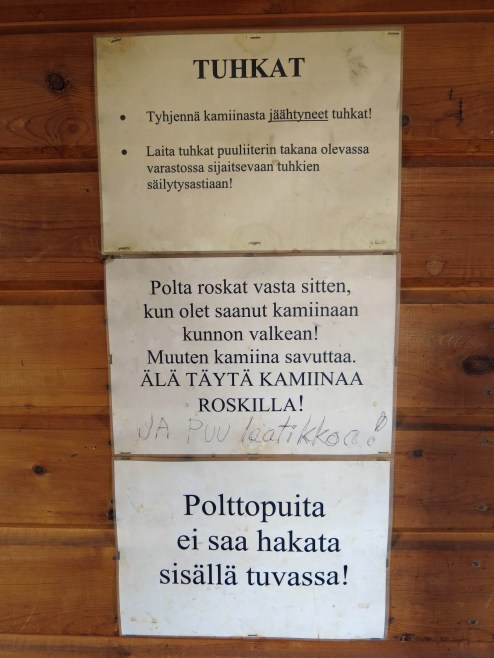 TUHKAT
• Tyhjennä kamiinasta jäähtyneet tuhkat!
• Laita tuhkat puuliiterin takana olevassa
varastossa sijaitsevaan tuhkien
säilytysastiaan!
Polta roskat vasta sitten,
kun olet saanut kamiinaan
kunnon valkean!
Muuten kamiina savuttaa.
ÄLÄ TÄYTÄ KAMIINAA
ROSKILLA!
JA PUU laatikkoa!
Polttopuita
ei saa hakata
sisällä tuvassa!